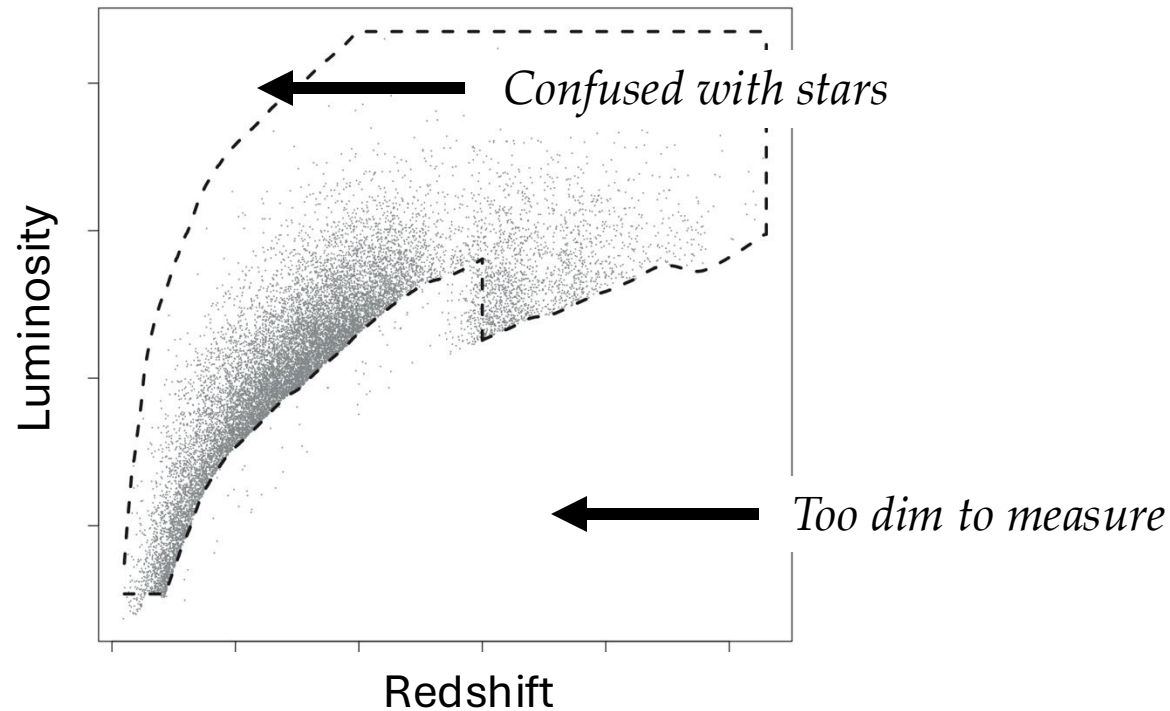 Confused with stars
Luminosity
Too dim to measure
Redshift